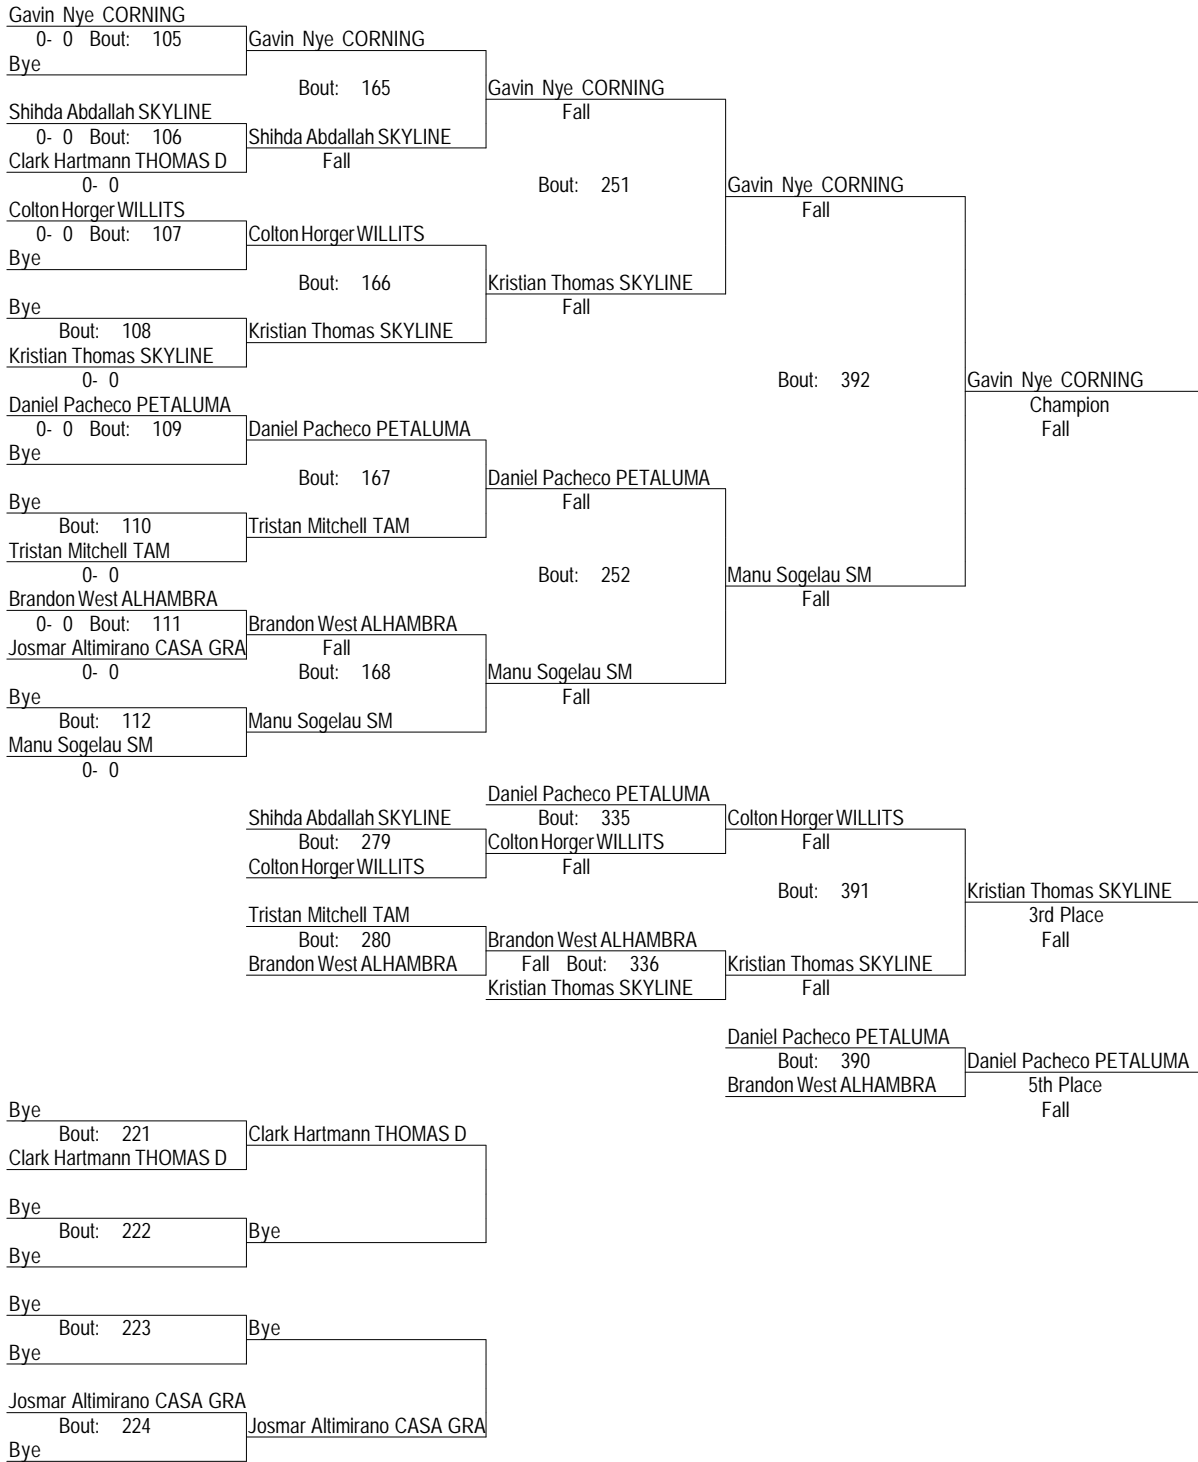 Gavin Nye CORNING
0- 0 Bout: 105 Gavin Nye CORNING
Bye
Bout: 165 Gavin Nye CORNING
Shihda Abdallah SKYLINE Fall
0- 0 Bout: 106 Shihda Abdallah SKYLINE
Clark Hartmann THOMAS D Fall
0- 0 Bout: 251 Gavin Nye CORNING
Colton Horger WILLITS Fall
0- 0 Bout: 107 Colton Horger WILLITS
Bye
Bout: 166 Kristian Thomas SKYLINE
Bye Fall
Bout: 108 Kristian Thomas SKYLINE
Kristian Thomas SKYLINE
0- 0 Bout: 392 Gavin Nye CORNING
Daniel Pacheco PETALUMA Champion
0- 0 Bout: 109 Daniel Pacheco PETALUMA Fall
Bye
Bout: 167 Daniel Pacheco PETALUMA
Bye Fall
Bout: 110 Tristan Mitchell TAM
Tristan Mitchell TAM
0- 0 Bout: 252 Manu Sogelau SM
Brandon West ALHAMBRA Fall
0- 0 Bout: 111 Brandon West ALHAMBRA
Josmar Altimirano CASA GRA Fall
0- 0 Bout: 168 Manu Sogelau SM
Bye Fall
Bout: 112 Manu Sogelau SM
Manu Sogelau SM
0- 0
Daniel Pacheco PETALUMA
Shihda Abdallah SKYLINE Bout: 335 Colton Horger WILLITS
Bout: 279 Colton Horger WILLITS Fall
Colton Horger WILLITS Fall
Bout: 391 Kristian Thomas SKYLINE
Tristan Mitchell TAM 3rd Place
Bout: 280 Brandon West ALHAMBRA Fall
Brandon West ALHAMBRA Fall Bout: 336 Kristian Thomas SKYLINE
Kristian Thomas SKYLINE Fall
Daniel Pacheco PETALUMA
Bout: 390 Daniel Pacheco PETALUMA
Brandon West ALHAMBRA 5th Place
Bye Fall
Bout: 221 Clark Hartmann THOMAS D
Clark Hartmann THOMAS D
Bye
Bout: 222 Bye
Bye
Bye
Bout: 223 Bye
Bye
Josmar Altimirano CASA GRA
Bout: 224 Josmar Altimirano CASA GRA
Bye